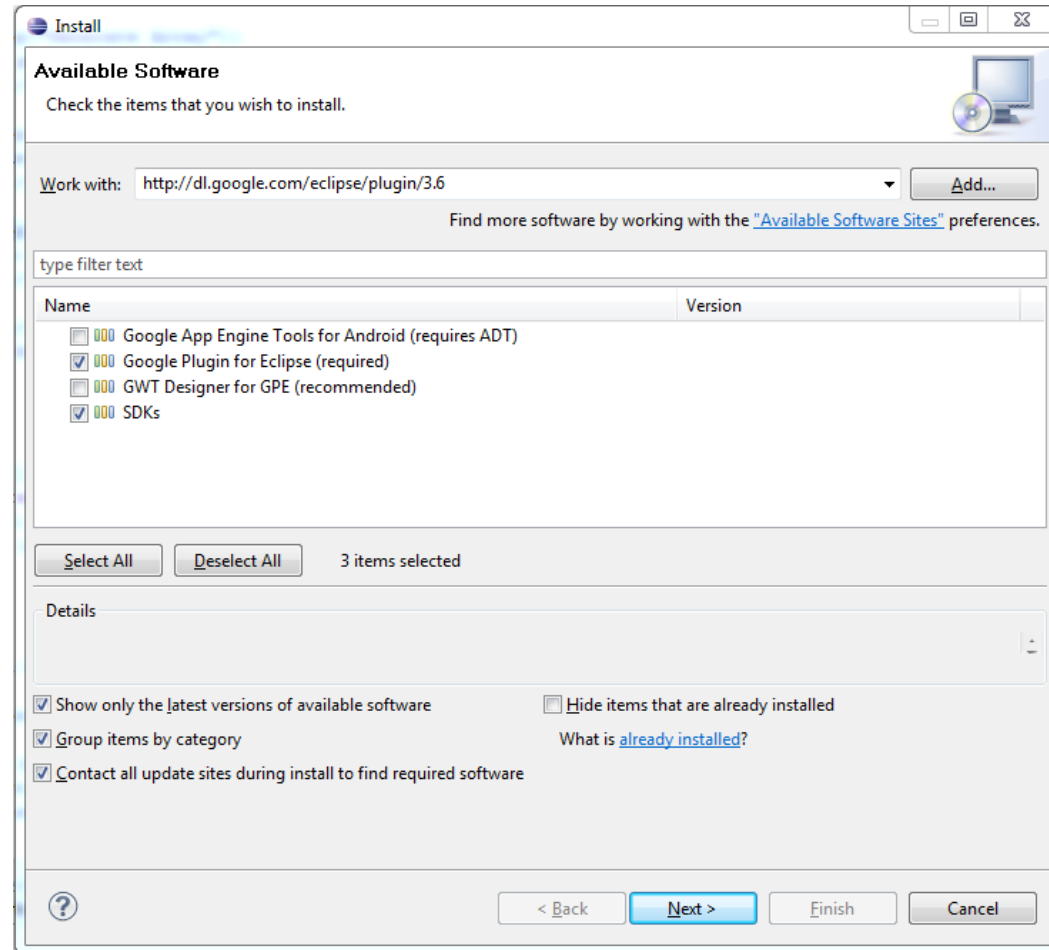 Install
Available Software
Check the items that you wish to install.
Work with: http://dl.google.com/eclipse/plugin/3.6 Add...
Find more software by working with the "Available Software Sites" preferences.
type filter text
Name Version
Google App Engine Tools for Android (requires ADT)
Google Plugin for Eclipse (required)
GWT Designer for GPE (recommended)
SDKs
Select All Deselect All 3 items selected
Details
Show only the latest versions of available software Hide items that are already installed
Group items by category What is already installed?
Contact all update sites during install to find required software
? < Back Next > Finish Cancel